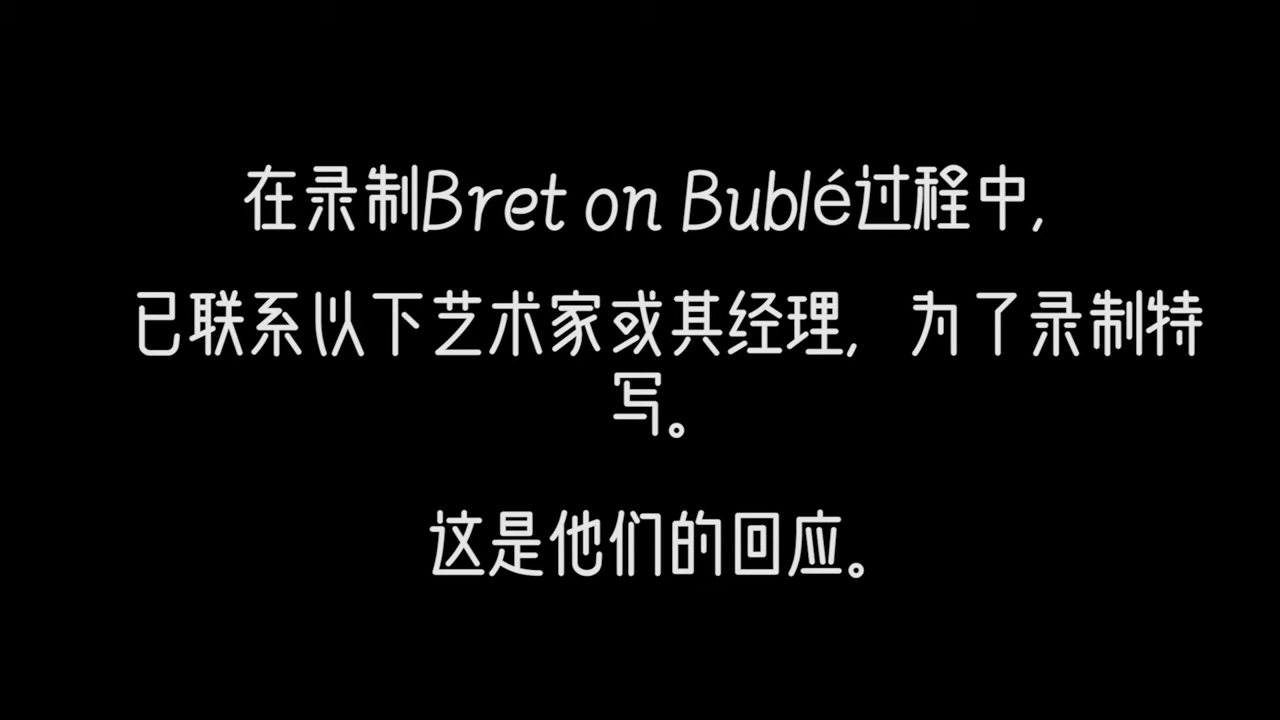 在录制Bret on Bublé过程中,
已联系以下艺术家或其经理, 为了录制特
写。
这是他们的回应。